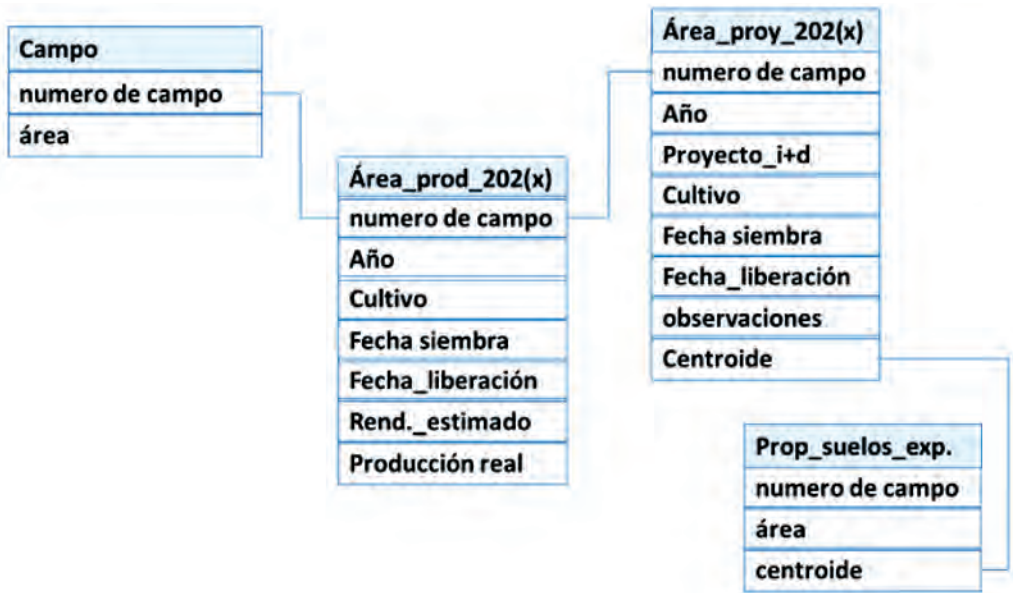 Campo
numero de campo
área
Área_prod_202(x)
numero de campo
Año
Cultivo
Fecha siembra
Fecha_liberación
Rend._estimado
Producción real
Área_proy_202(x)
numero de campo
Año
Proyecto_i+d
Cultivo
Fecha siembra
Fecha_liberación
observaciones
Centroide
Prop_suelos_exp.
numero de campo
área
centroide